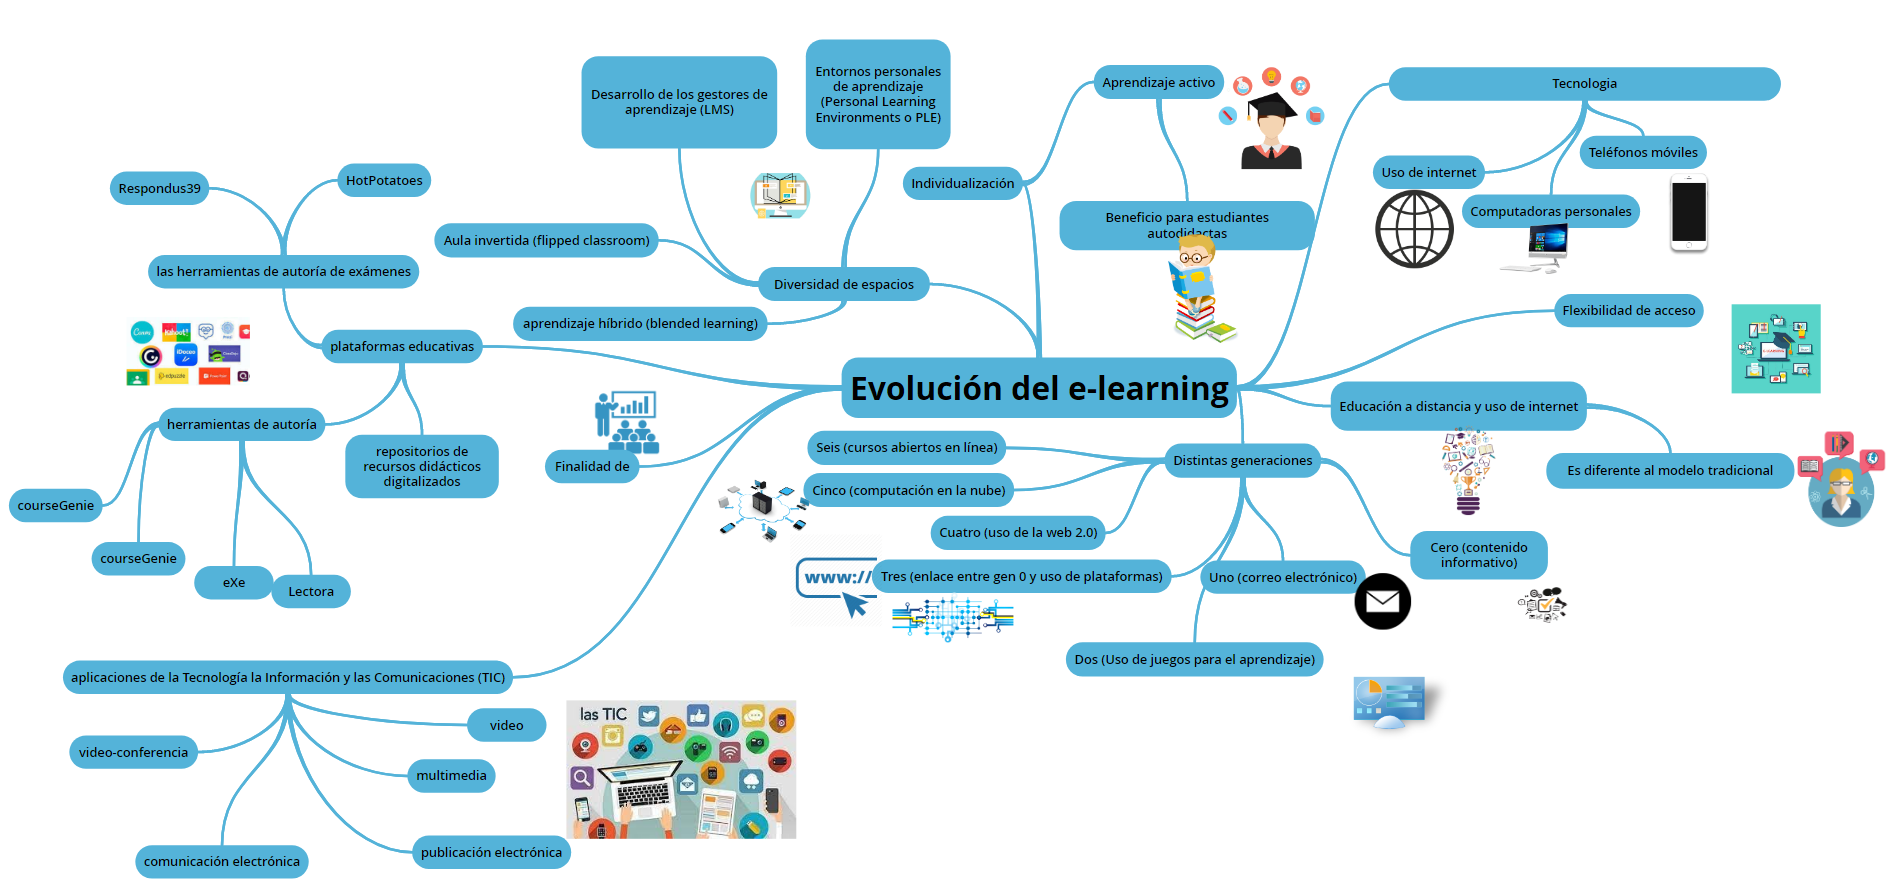 Evolución del e-learning
Desarrollo de los gestores de
aprendizaje (LMS)
Entornos personales
de aprendizaje
(Personal Learning
Environments o PLE)
Aprendizaje activo
Tecnologia
Teléfonos móviles
Uso de internet
Computadoras personales
Individualización
Beneficio para estudiantes
autodidactas
Respondus39
HotPotatoes
Aula invertida (flipped classroom)
las herramientas de autoría de exámenes
Diversidad de espacios
aprendizaje híbrido (blended learning)
Flexibilidad de acceso
plataformas educativas
Educación a distancia y uso de internet
Es diferente al modelo tradicional
herramientas de autoría
repositorios de
recursos didácticos
digitalizados
Finalidad de
Seis (cursos abiertos en línea)
Distintas generaciones
Cinco (computación en la nube)
Cuatro (uso de la web 2.0)
Tres (enlace entre gen 0 y uso de plataformas)
Uno (correo electrónico)
Cero (contenido
informativo)
Dos (Uso de juegos para el aprendizaje)
www://
courseGenie
courseGenie
eXe
Lectora
aplicaciones de la Tecnología la Información y las Comunicaciones (TIC)
video
video-conferencia
multimedia
comunicación electrónica
publicación electrónica
las TIC
Canva
Kahoot!
edpuzzle